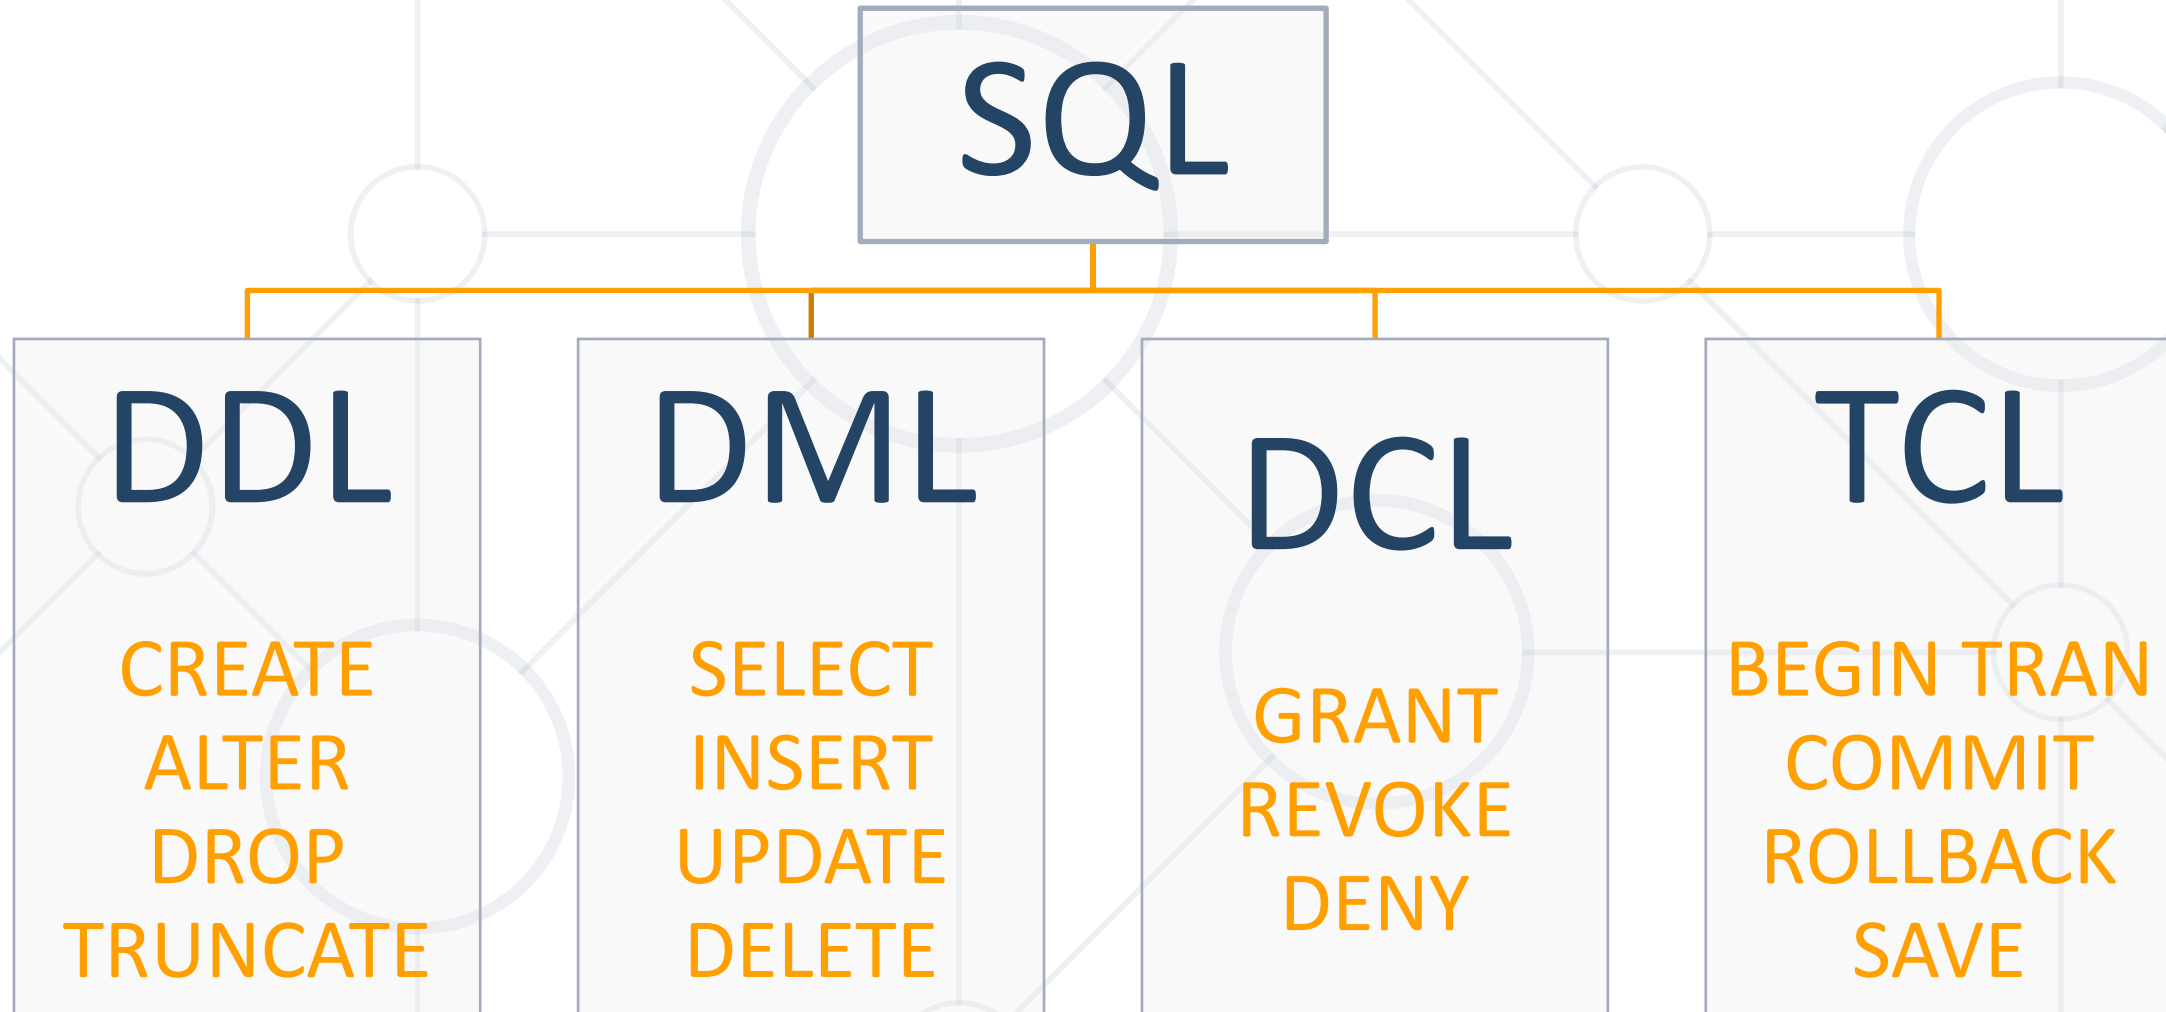 SQL
DDL
CREATE
ALTER
DROP
TRUNCATE
DML
SELECT
INSERT
UPDATE
DELETE
DCL
GRANT
REVOKE
DENY
TCL
BEGIN TRAN
COMMIT
ROLLBACK
SAVE